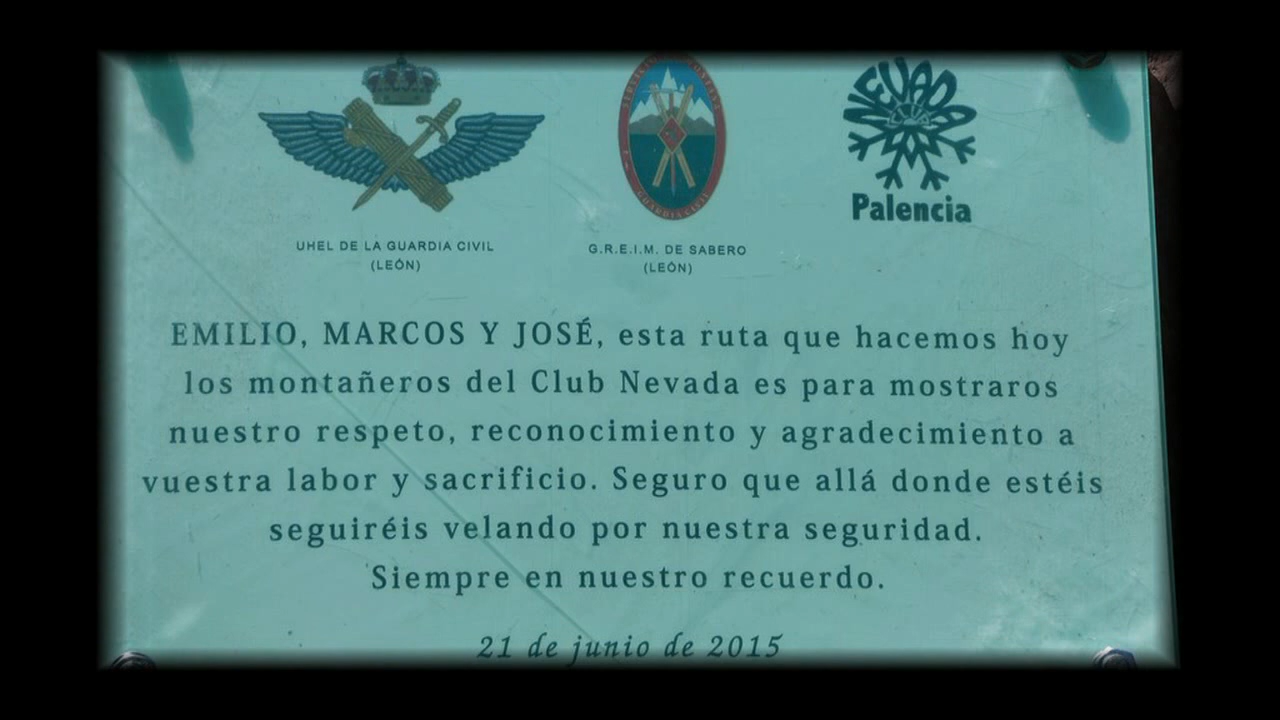 NEVADA
Palencia
UHEL DE LA GUARDIA CIVIL
(LEÓN)
G.R.E.I.M. DE SABERO
(LEÓN)
EMILIO, MARCOS Y JOSÉ, esta ruta que hacemos hoy
los montañeros del Club Nevada es para mostraros
nuestro respeto, reconocimiento y agradecimiento a
vuestra labor y sacrificio. Seguro que allá donde estéis
seguiréis velando por nuestra seguridad.
Siempre en nuestro recuerdo.
21 de junio de 2015